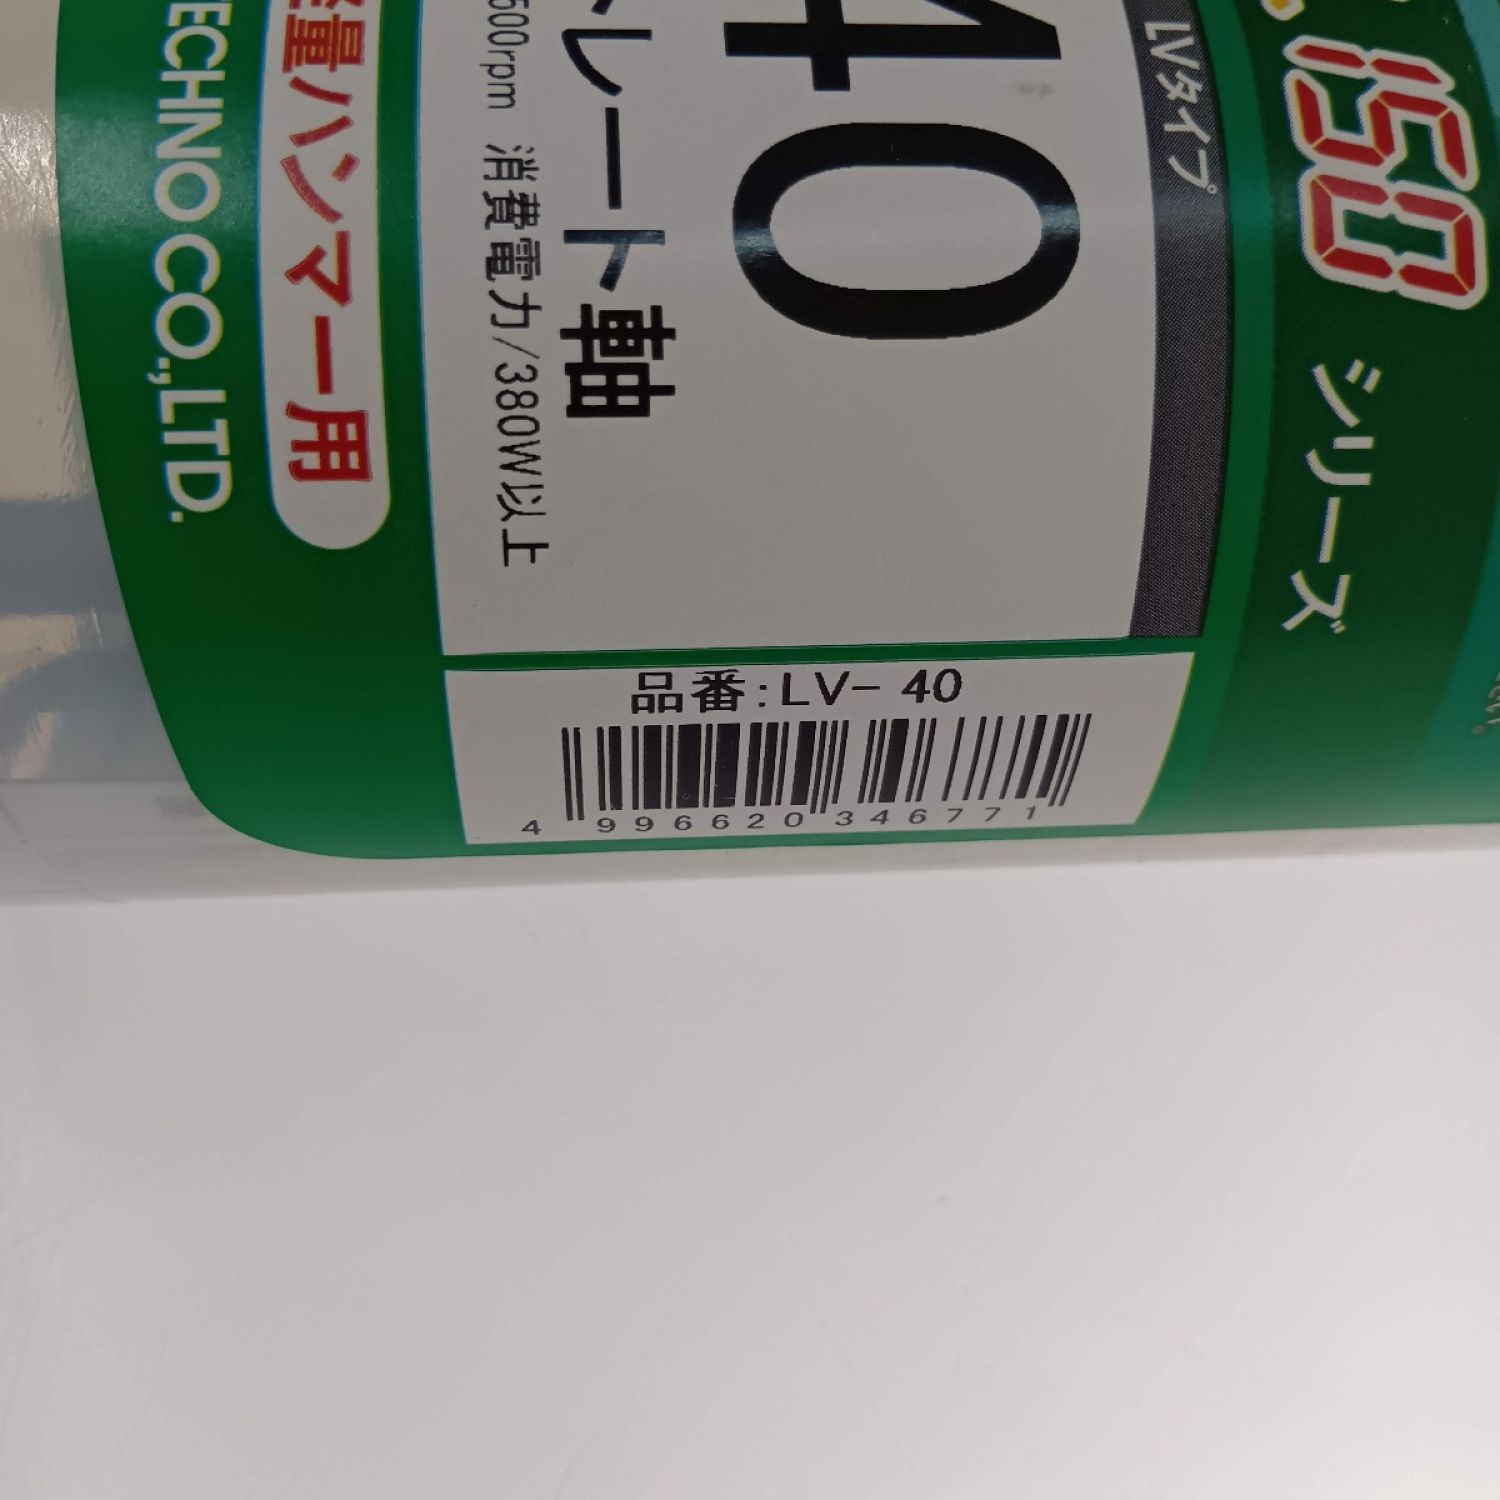 150 シリーズ
LVタイプ
40
レート軸
500rpm 消費電力/380W以上
量ハンマー用
TECHNO CO.,LTD.
品番:LV- 40
4 996620 346771